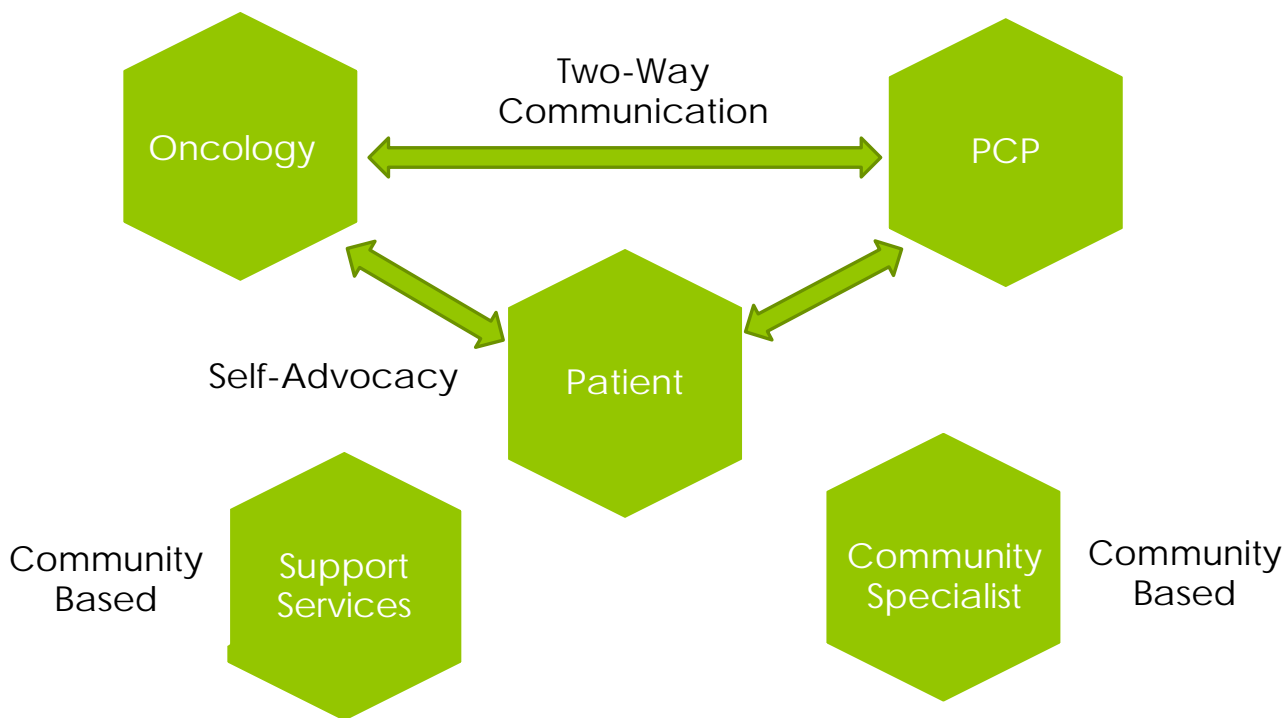 Two-Way
Communication
Oncology
PCP
Self-Advocacy
Patient
Community
Based
Support
Services
Community
Specialist
Community
Based